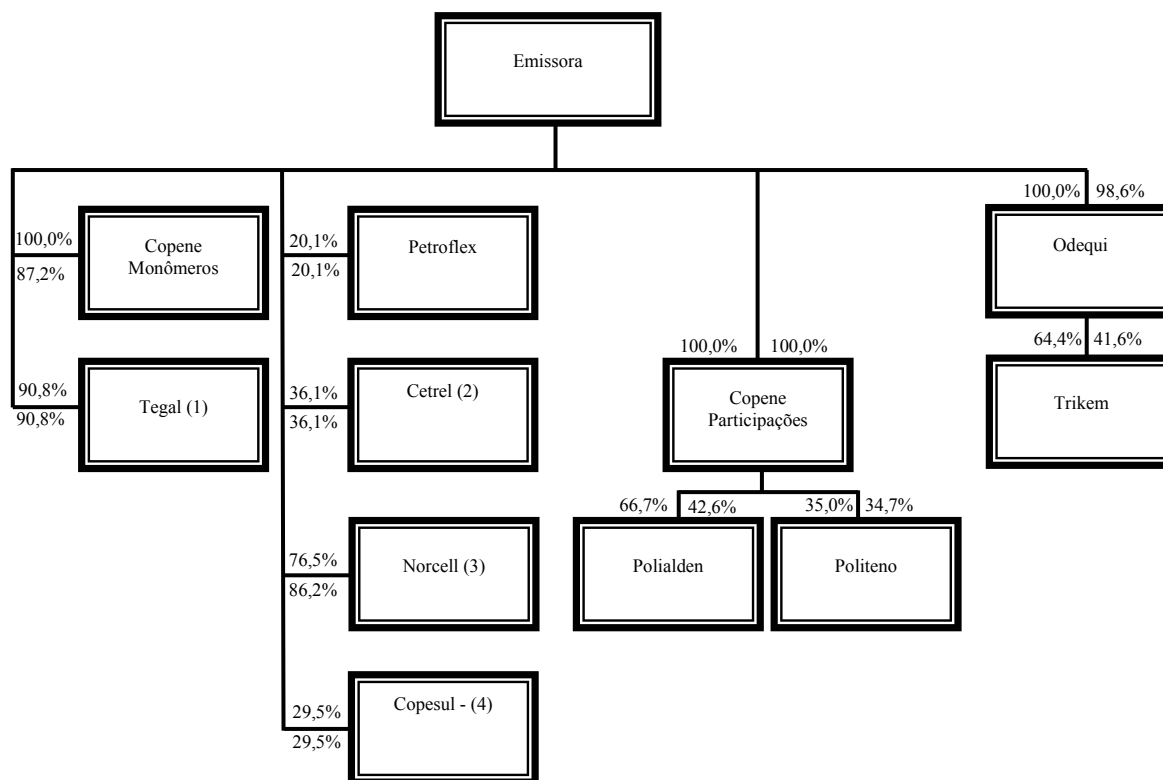 Emissora
100,0% 98,6%
100,0%
87,2%
Copene
Monômeros
20,1%
20,1%
Petroflex
Odequi
64,4% 41,6%
100,0% 100,0%
90,8%
90,8%
Tegal (1)
36,1%
36,1%
Cetrel (2)
Copene
Participações
Trikem
66,7% 42,6%
35,0% 34,7%
76,5%
86,2%
Norcell (3)
Polialden
Politeno
29,5%
29,5%
Copesul - (4)